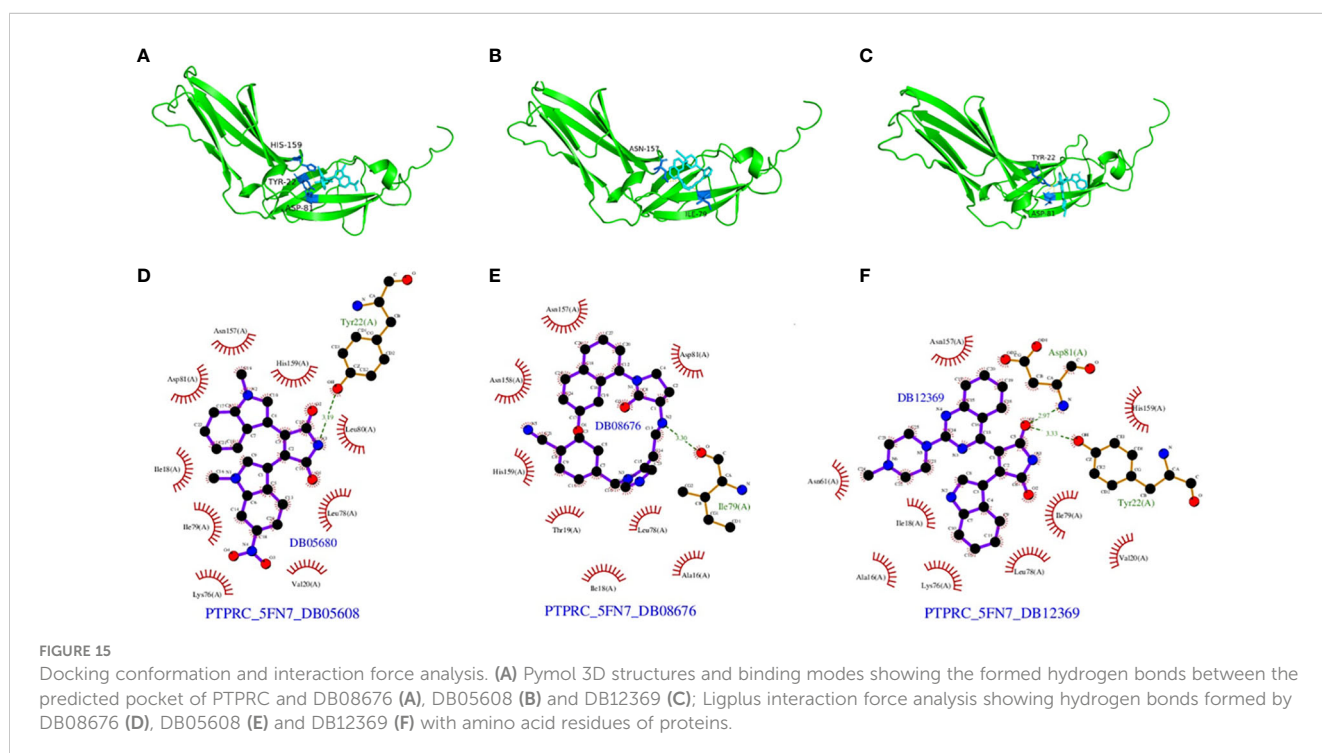 A
B
C
HIS-159
TYR-22
ASP-81
ASN-157
ILE-79
TYR-22
ASP-81
D
E
F
Tyr22(A)
Asn157(A)
His159(A)
Asp81(A)
3.19
Leu80(A)
Ile18(A)
Ile79(A)
Leu78(A)
DB05680
Val20(A)
Lys76(A)
PTPRC_5FN7_DB05608
Asn157(A)
Asp81(A)
Asn158(A)
DB08676
3.30
His159(A)
Ile79(A)
Thr19(A)
Leu78(A)
Ala16(A)
Ile18(A)
PTPRC_5FN7_DB08676
Asn157(A)
Asp81(A)
DB12369
2.97
His159(A)
3.33
Asn61(A)
Tyr22(A)
Ile18(A)
Ile79(A)
Val20(A)
Ala16(A)
Lys76(A)
Leu78(A)
PTPRC_5FN7_DB12369
FIGURE 15
Docking conformation and interaction force analysis. (A) Pymol 3D structures and binding modes showing the formed hydrogen bonds between the
predicted pocket of PTPRC and DB08676 (A), DB05608 (B) and DB12369 (C); Ligplus interaction force analysis showing hydrogen bonds formed by
DB08676 (D), DB05608 (E) and DB12369 (F) with amino acid residues of proteins.